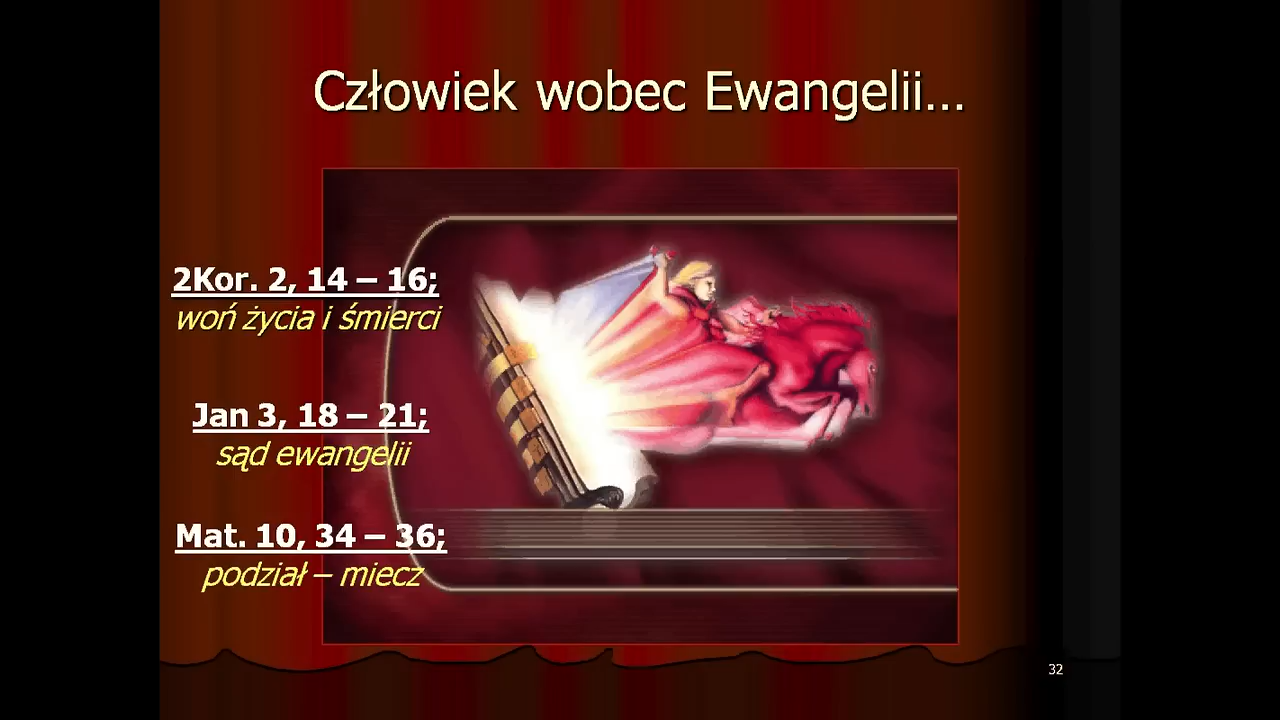 Człowiek wobec Ewangelii...
2Kor. 2, 14 – 16;
woń życia i śmierci
Jan 3, 18 – 21;
sąd ewangelii
Mat. 10, 34 – 36;
podział – miecz
32